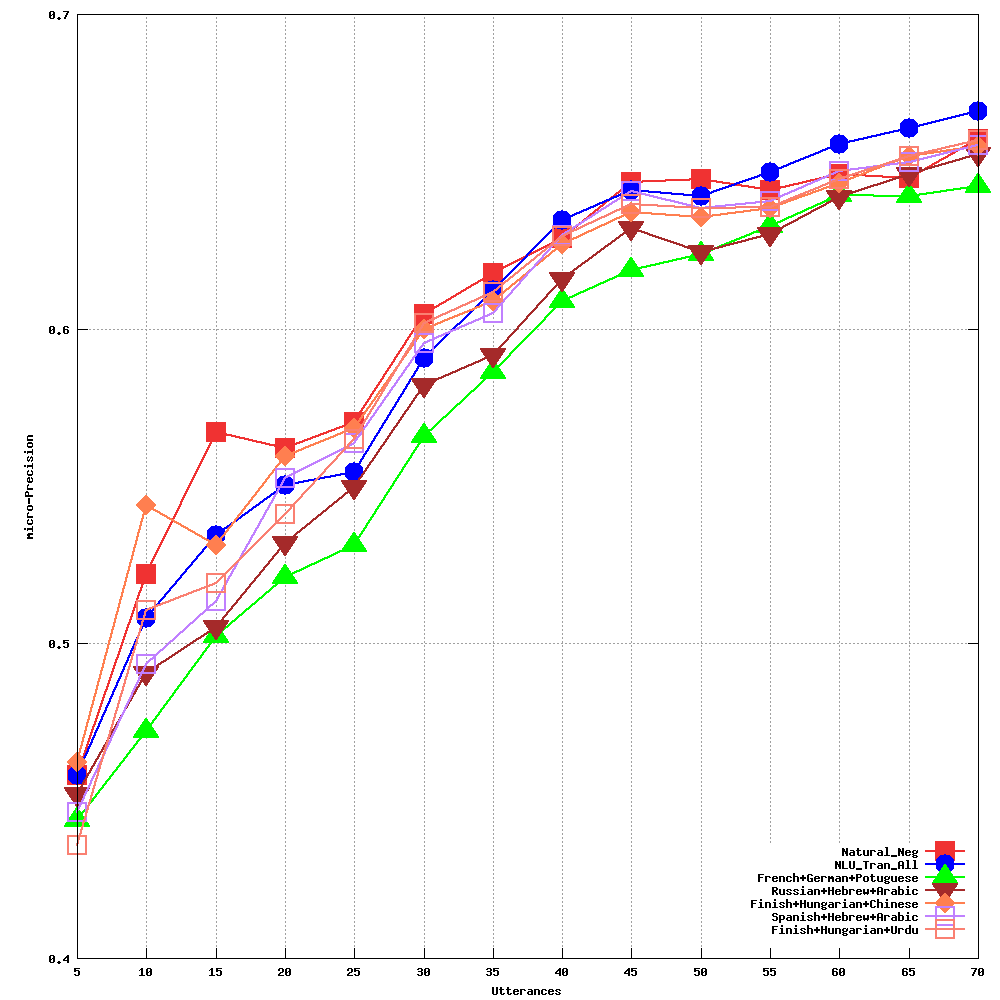 0.7
0.6
0.5
0.4
micro-Precision
Natural_Neg
NLU_Tran_All
French+German+Potuguese
Russian+Hebrew+Arabic
Finish+Hungarian+Chinese
Spanish+Hebrew+Arabic
Finish+Hungarian+Urdu
5 10 15 20 25 30 35 40 45 50 55 60 65 70
Utterances